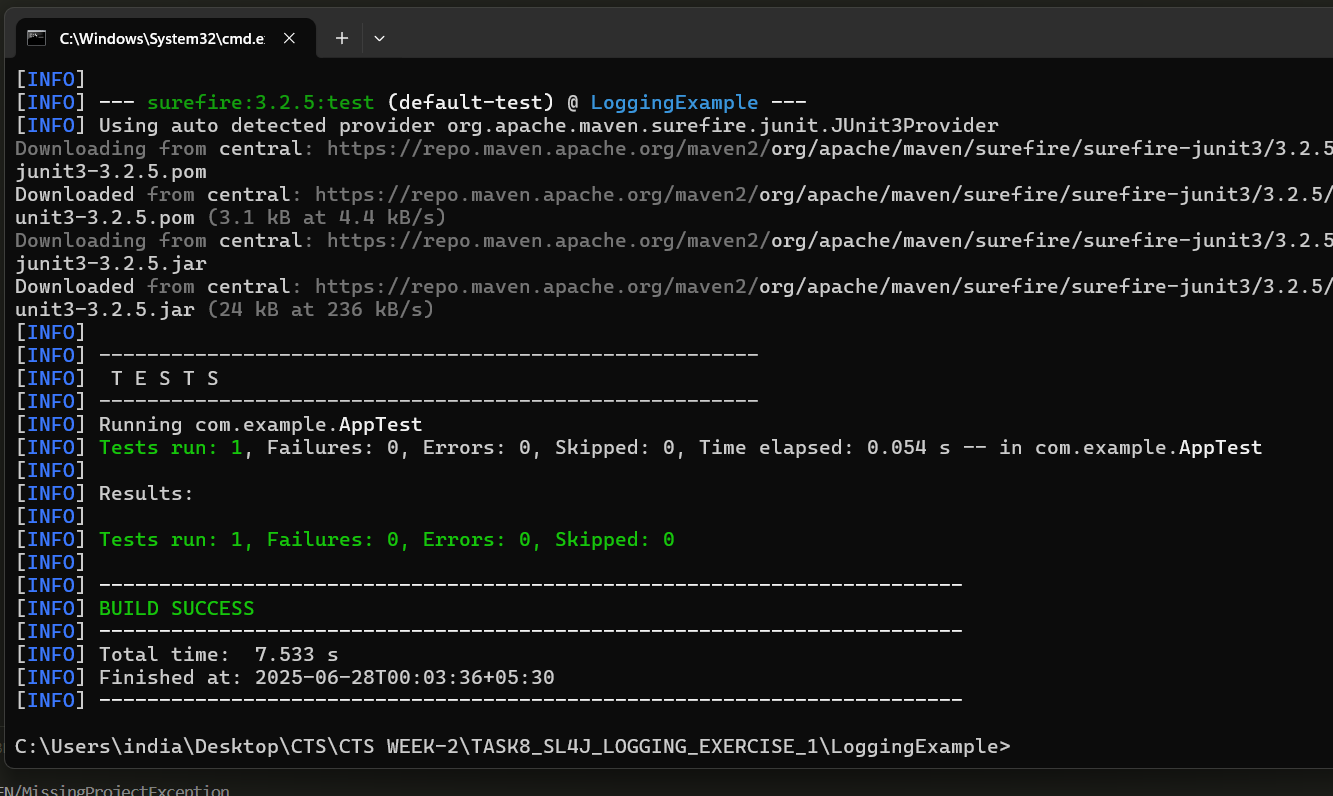 C:\Windows\System32\cmd.e
[INFO]
[INFO] --- surefire:3.2.5:test (default-test) @ LoggingExample ---
[INFO] Using auto detected provider org.apache.maven.surefire.junit.JUnit3Provider
Downloading from central: https://repo.maven.apache.org/maven2/org/apache/maven/surefire/surefire-junit3/3.2.5
junit3-3.2.5.pom
Downloaded from central: https://repo.maven.apache.org/maven2/org/apache/maven/surefire/surefire-junit3/3.2.5/
unit3-3.2.5.pom (3.1 kB at 4.4 kB/s)
Downloading from central: https://repo.maven.apache.org/maven2/org/apache/maven/surefire/surefire-junit3/3.2.5
junit3-3.2.5.jar
Downloaded from central: https://repo.maven.apache.org/maven2/org/apache/maven/surefire/surefire-junit3/3.2.5/
unit3-3.2.5.jar (24 kB at 236 kB/s)
[INFO]
[INFO] -------------------------------------------------------
[INFO]  T E S T S
[INFO] -------------------------------------------------------
[INFO] Running com.example.AppTest
[INFO] Tests run: 1, Failures: 0, Errors: 0, Skipped: 0, Time elapsed: 0.054 s -- in com.example.AppTest
[INFO]
[INFO] Results:
[INFO]
[INFO] Tests run: 1, Failures: 0, Errors: 0, Skipped: 0
[INFO]
[INFO] ------------------------------------------------------------------------
[INFO] BUILD SUCCESS
[INFO] ------------------------------------------------------------------------
[INFO] Total time:  7.533 s
[INFO] Finished at: 2025-06-28T00:03:36+05:30
[INFO] ------------------------------------------------------------------------
C:\Users\india\Desktop\CTS\CTS WEEK-2\TASK8_SL4J_LOGGING_EXERCISE_1\LoggingExample>
EN/MissingProjectException